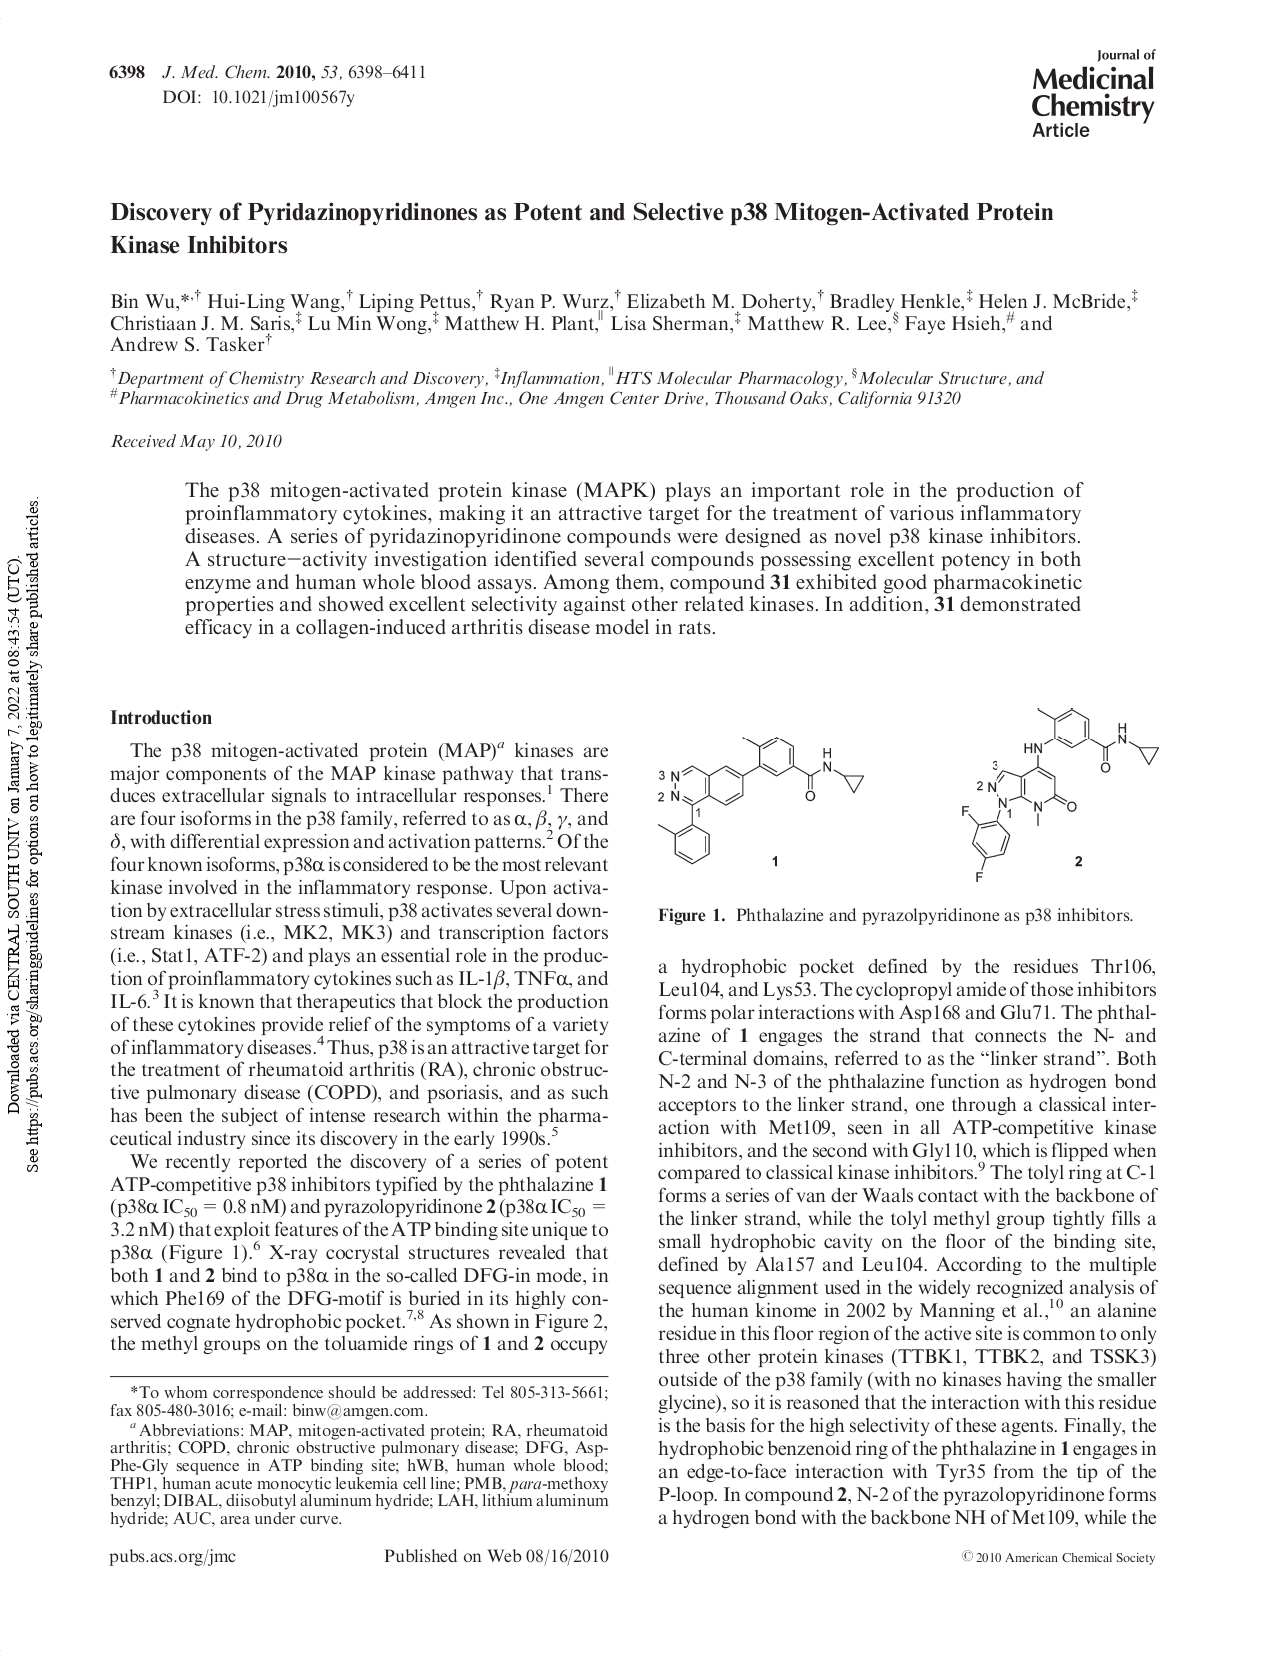 6398 J. Med. Chem. 2010, 53, 6398–6411
DOI: 10.1021/jm100567y
Journal of
Medicinal
Chemistry
Article
Discovery of Pyridazinopyridinones as Potent and Selective p38 Mitogen-Activated Protein
Kinase Inhibitors
Bin Wu,*,† Hui-Ling Wang,† Liping Pettus,† Ryan P. Wurz,† Elizabeth M. Doherty,† Bradley Henkle,‡ Helen J. McBride,‡
Christiaan J. M. Saris,‡ Lu Min Wong,‡ Matthew H. Plant,∥ Lisa Sherman,‡ Matthew R. Lee,§ Faye Hsieh,# and
Andrew S. Tasker†
†Department of Chemistry Research and Discovery, ‡Inflammation, ∥HTS Molecular Pharmacology, §Molecular Structure, and
#Pharmacokinetics and Drug Metabolism, Amgen Inc., One Amgen Center Drive, Thousand Oaks, California 91320
Received May 10, 2010
The p38 mitogen-activated protein kinase (MAPK) plays an important role in the production of
proinflammatory cytokines, making it an attractive target for the treatment of various inflammatory
diseases. A series of pyridazinopyridinone compounds were designed as novel p38 kinase inhibitors.
A structure−activity investigation identified several compounds possessing excellent potency in both
enzyme and human whole blood assays. Among them, compound 31 exhibited good pharmacokinetic
properties and showed excellent selectivity against other related kinases. In addition, 31 demonstrated
efficacy in a collagen-induced arthritis disease model in rats.
Introduction
The p38 mitogen-activated protein (MAP)a kinases are
major components of the MAP kinase pathway that trans-
duces extracellular signals to intracellular responses.1 There
are four isoforms in the p38 family, referred to as α, β, γ, and
δ, with differential expression and activation patterns.2 Of the
four known isoforms, p38α is considered to be the most relevant
kinase involved in the inflammatory response. Upon activa-
tion by extracellular stress stimuli, p38 activates several down-
stream kinases (i.e., MK2, MK3) and transcription factors
(i.e., Stat1, ATF-2) and plays an essential role in the produc-
tion of proinflammatory cytokines such as IL-1β, TNFα, and
IL-6.3 It is known that therapeutics that block the production
of these cytokines provide relief of the symptoms of a variety
of inflammatory diseases.4 Thus, p38 is an attractive target for
the treatment of rheumatoid arthritis (RA), chronic obstruc-
tive pulmonary disease (COPD), and psoriasis, and as such
has been the subject of intense research within the pharma-
ceutical industry since its discovery in the early 1990s.5
We recently reported the discovery of a series of potent
ATP-competitive p38 inhibitors typified by the phthalazine 1
(p38α IC50 = 0.8 nM) and pyrazolopyridinone 2 (p38α IC50 =
3.2 nM) that exploit features of the ATP binding site unique to
p38α (Figure 1).6 X-ray cocrystal structures revealed that
both 1 and 2 bind to p38α in the so-called DFG-in mode, in
which Phe169 of the DFG-motif is buried in its highly con-
served cognate hydrophobic pocket.7,8 As shown in Figure 2,
the methyl groups on the toluamide rings of 1 and 2 occupy
*To whom correspondence should be addressed: Tel 805-313-5661;
fax 805-480-3016; e-mail: binw@amgen.com.
a Abbreviations: MAP, mitogen-activated protein; RA, rheumatoid
arthritis; COPD, chronic obstructive pulmonary disease; DFG, Asp-
Phe-Gly sequence in ATP binding site; hWB, human whole blood;
THP1, human acute monocytic leukemia cell line; PMB, para-methoxy
benzyl; DIBAL, diisobutyl aluminum hydride; LAH, lithium aluminum
hydride; AUC, area under curve.
3 N
2 N
1
H
N
O
1
HN
H
N
O
3
2 N
N 1
N
O
F
F
2
Figure 1. Phthalazine and pyrazolpyridinone as p38 inhibitors.
a hydrophobic pocket defined by the residues Thr106,
Leu104, and Lys53. The cyclopropyl amide of those inhibitors
forms polar interactions with Asp168 and Glu71. The phthal-
azine of 1 engages the strand that connects the N- and
C-terminal domains, referred to as the “linker strand”. Both
N-2 and N-3 of the phthalazine function as hydrogen bond
acceptors to the linker strand, one through a classical inter-
action with Met109, seen in all ATP-competitive kinase
inhibitors, and the second with Gly110, which is flipped when
compared to classical kinase inhibitors.9 The tolyl ring at C-1
forms a series of van der Waals contact with the backbone of
the linker strand, while the tolyl methyl group tightly fills a
small hydrophobic cavity on the floor of the binding site,
defined by Ala157 and Leu104. According to the multiple
sequence alignment used in the widely recognized analysis of
the human kinome in 2002 by Manning et al.,10 an alanine
residue in this floor region of the active site is common to only
three other protein kinases (TTBK1, TTBK2, and TSSK3)
outside of the p38 family (with no kinases having the smaller
glycine), so it is reasoned that the interaction with this residue
is the basis for the high selectivity of these agents. Finally, the
hydrophobic benzenoid ring of the phthalazine in 1 engages in
an edge-to-face interaction with Tyr35 from the tip of the
P-loop. In compound 2, N-2 of the pyrazolopyridinone forms
a hydrogen bond with the backbone NH of Met109, while the
pubs.acs.org/jmc
Published on Web 08/16/2010
© 2010 American Chemical Society
Downloaded via CENTRAL SOUTH UNIV on January 7, 2022 at 08:43:54 (UTC).
See https://pubs.acs.org/sharingguidelines for options on how to legitimately share published articles.